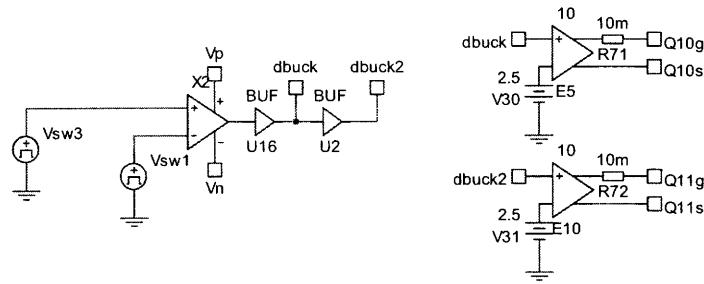 Vp
X2
dbuck
dbuck2
BUF
BUF
U16
U2
Vsw3
Vsw1
Vn
+
-
+
-
10
10m
dbuck
+
R71
Q10g
Q10s
2.5
V30
E5
10
10m
dbuck2
+
R72
Q11g
Q11s
2.5
V31
E10